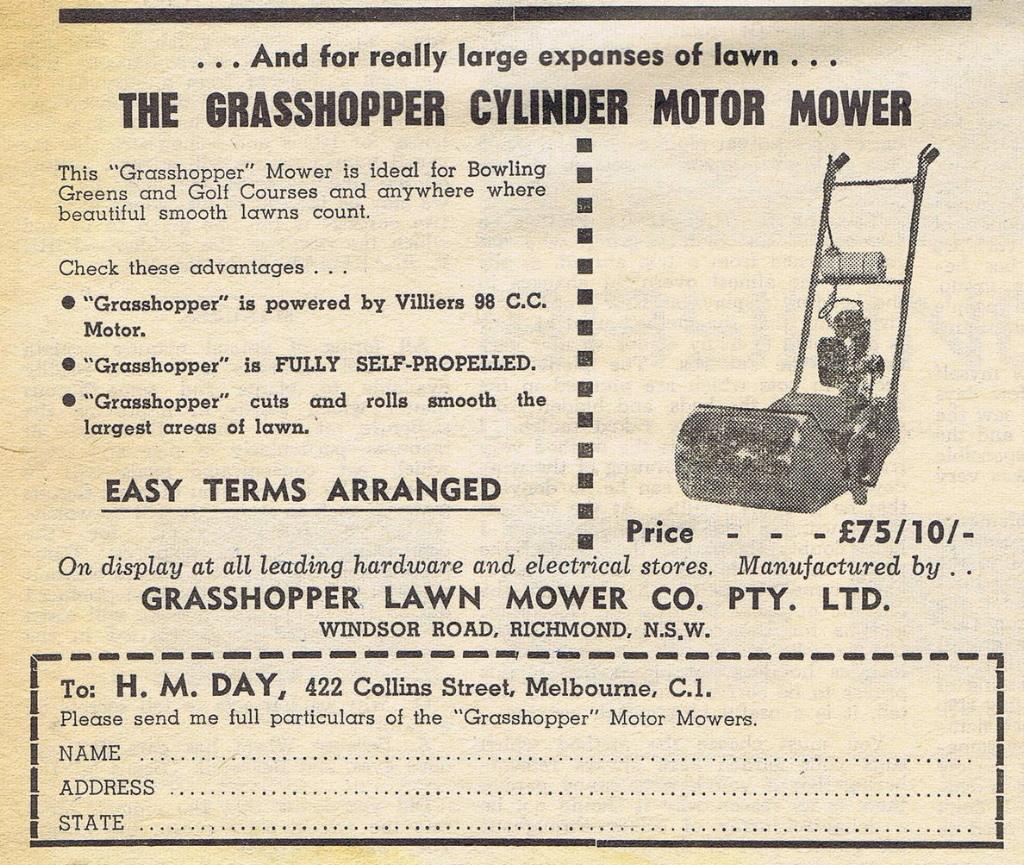 . . . And for really large expanses of lawn . . .
THE GRASSHOPPER CYLINDER MOTOR MOWER
This "Grasshopper" Mower is ideal for Bowling
Greens and Golf Courses and anywhere where
beautiful smooth lawns count.
Check these advantages . . .
● "Grasshopper" is powered by Villiers 98 C.C.
Motor.
● "Grasshopper" is FULLY SELF-PROPELLED.
● "Grasshopper" cuts and rolls smooth the
largest areas of lawn.
EASY TERMS ARRANGED
Price - - - £75/10/-
On display at all leading hardware and electrical stores. Manufactured by . .
GRASSHOPPER LAWN MOWER CO. PTY. LTD.
WINDSOR ROAD, RICHMOND, N.S.W.
To: H. M. DAY, 422 Collins Street, Melbourne, C.1.
Please send me full particulars of the "Grasshopper" Motor Mowers.
NAME ..........................................................................
ADDRESS ..........................................................................
STATE ..........................................................................